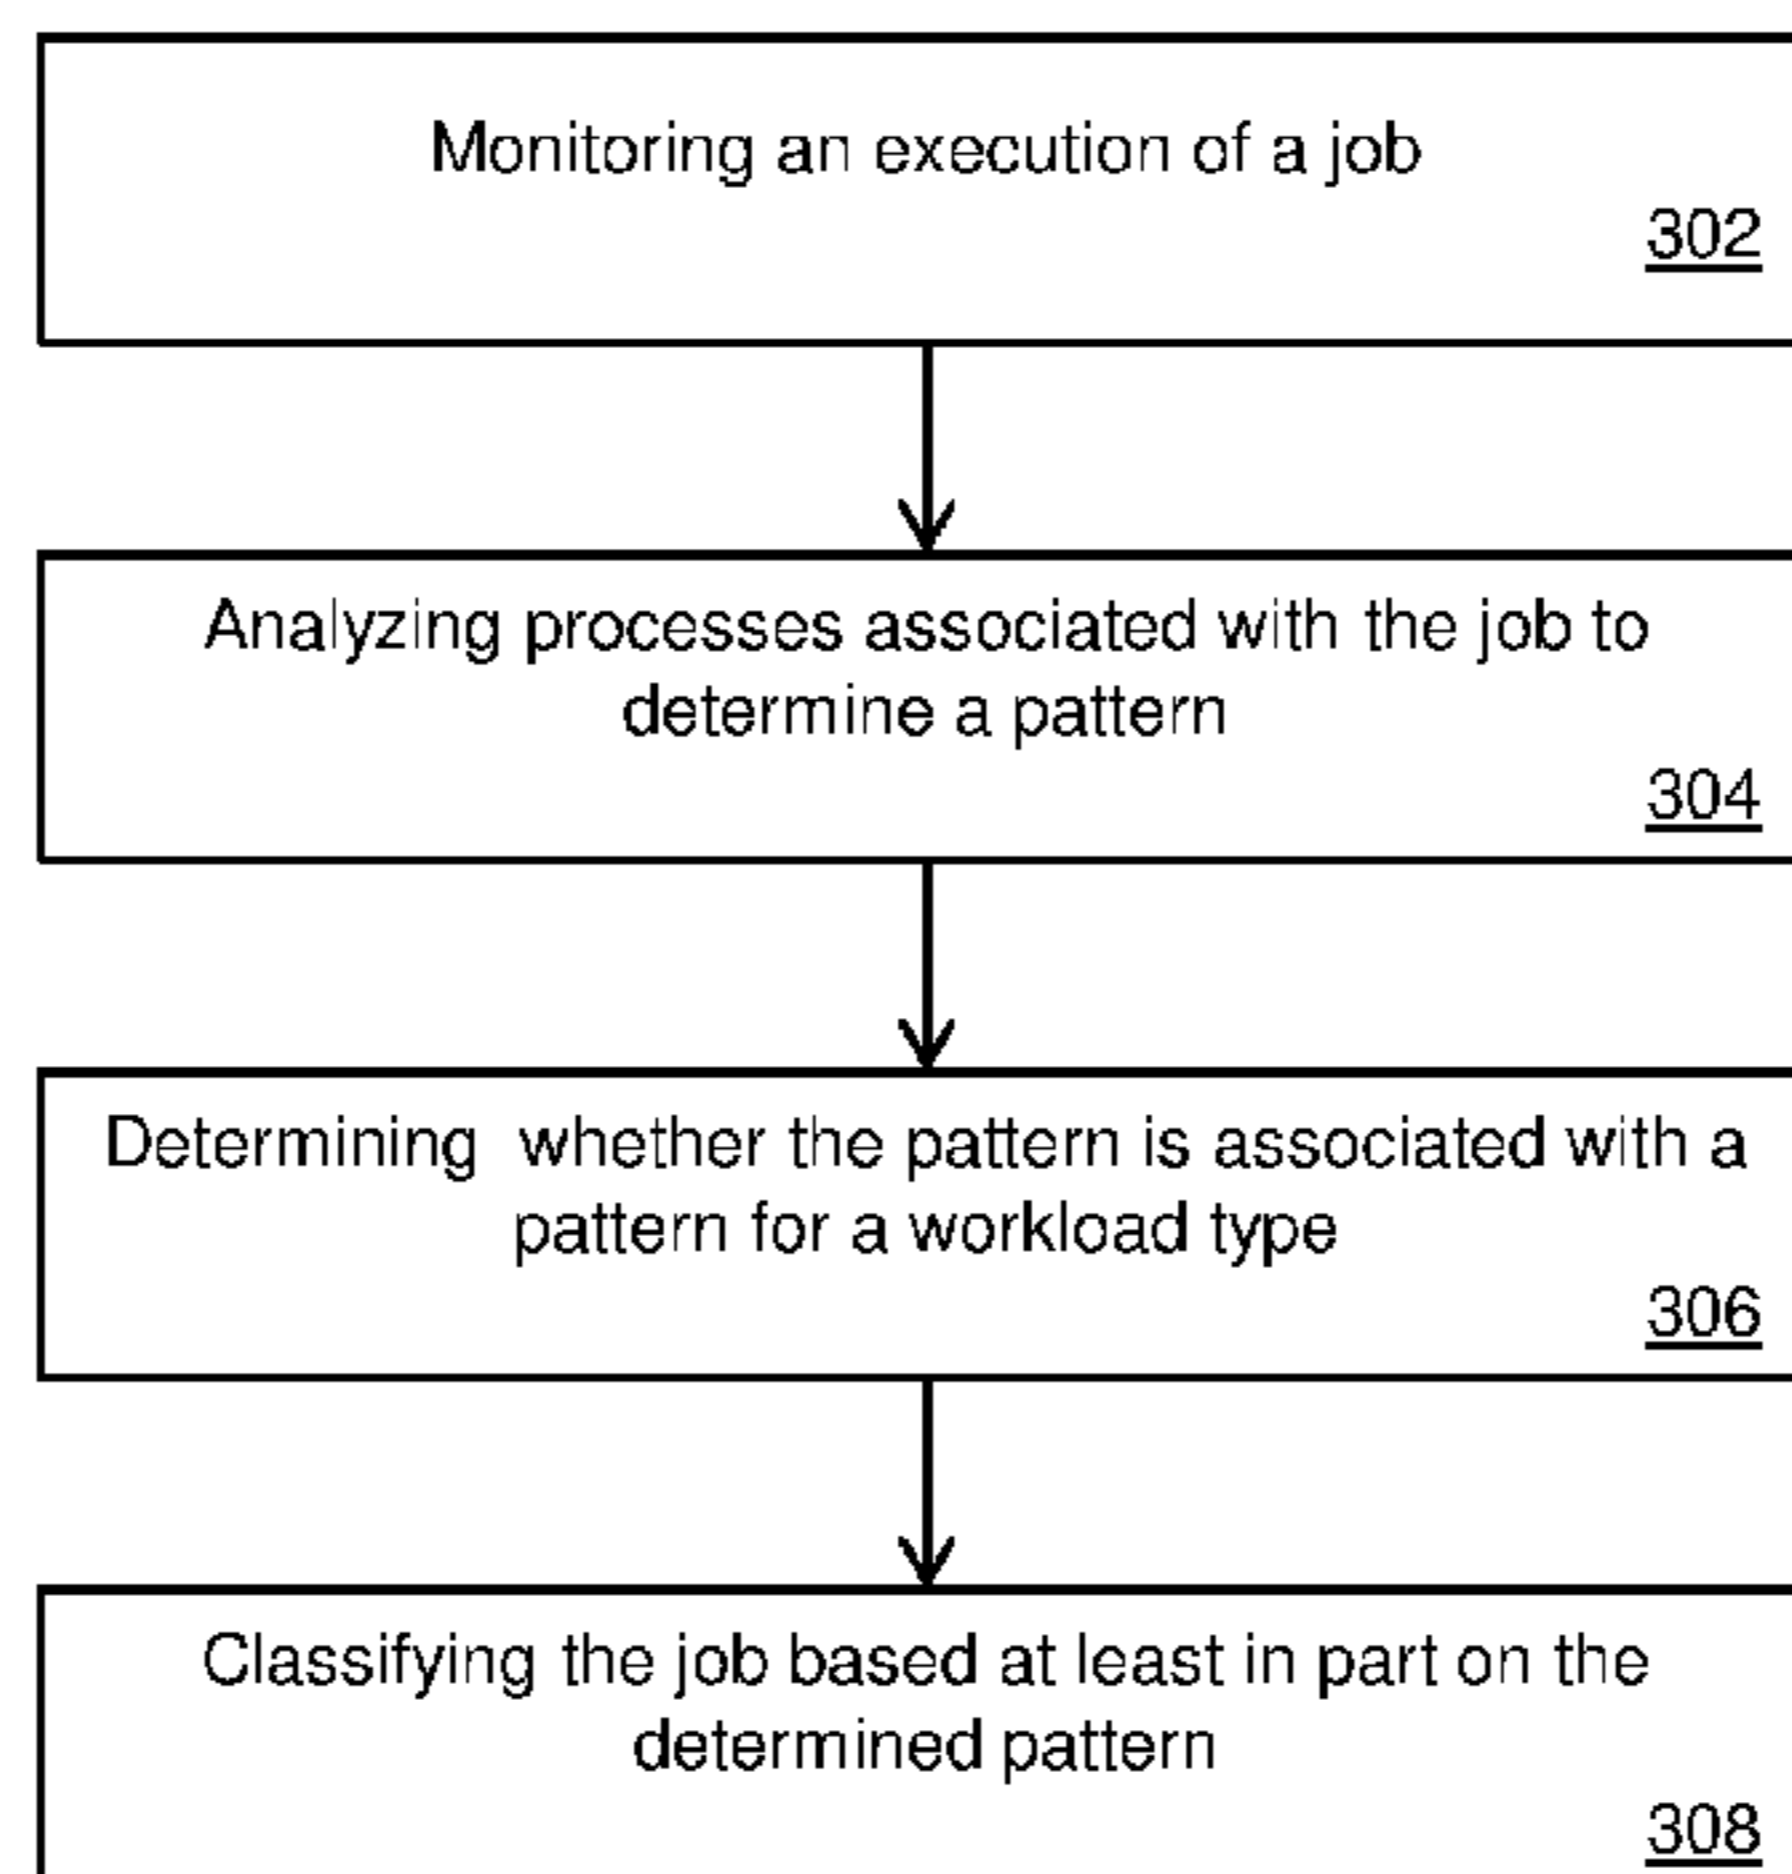 Monitoring an execution of a job
302
Analyzing processes associated with the job to
determine a pattern
304
Determining whether the pattern is associated with a
pattern for a workload type
306
Classifying the job based at least in part on the
determined pattern
308